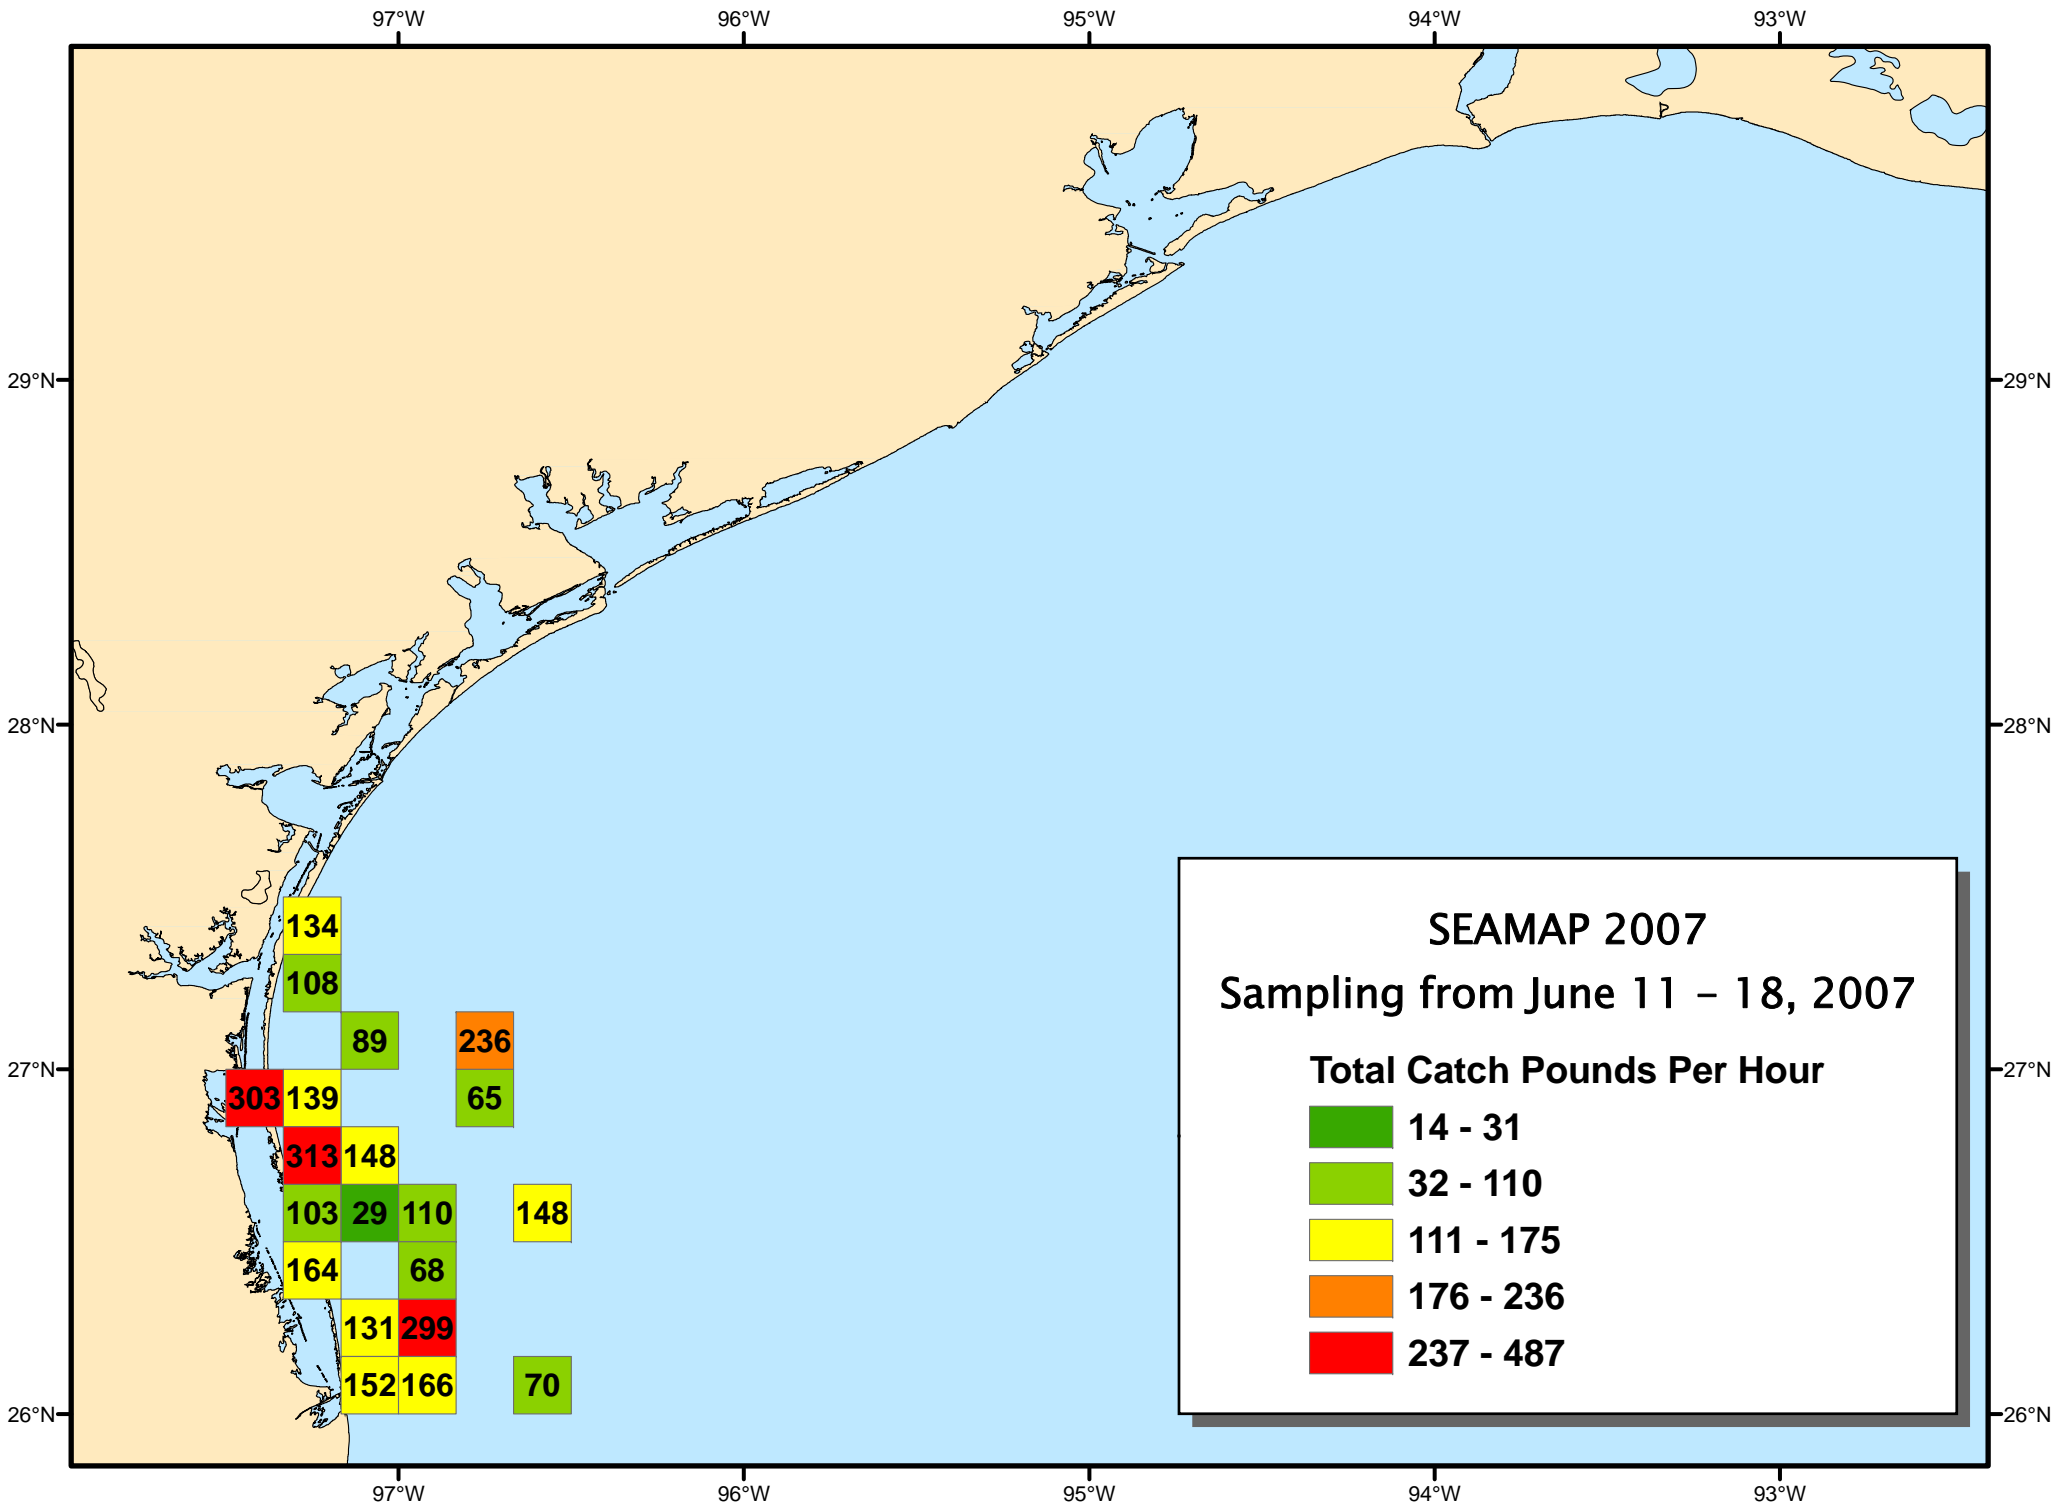 97°W 96°W 95°W 94°W 93°W
29°N 29°N
28°N 28°N
134
108
89 236
27°N 27°N
303 139 65
313 148
103 29 110 148
164 68
131 299
152 166 70
26°N 26°N
SEAMAP 2007
Sampling from June 11 – 18, 2007
Total Catch Pounds Per Hour
14 - 31
32 - 110
111 - 175
176 - 236
237 - 487
97°W 96°W 95°W 94°W 93°W